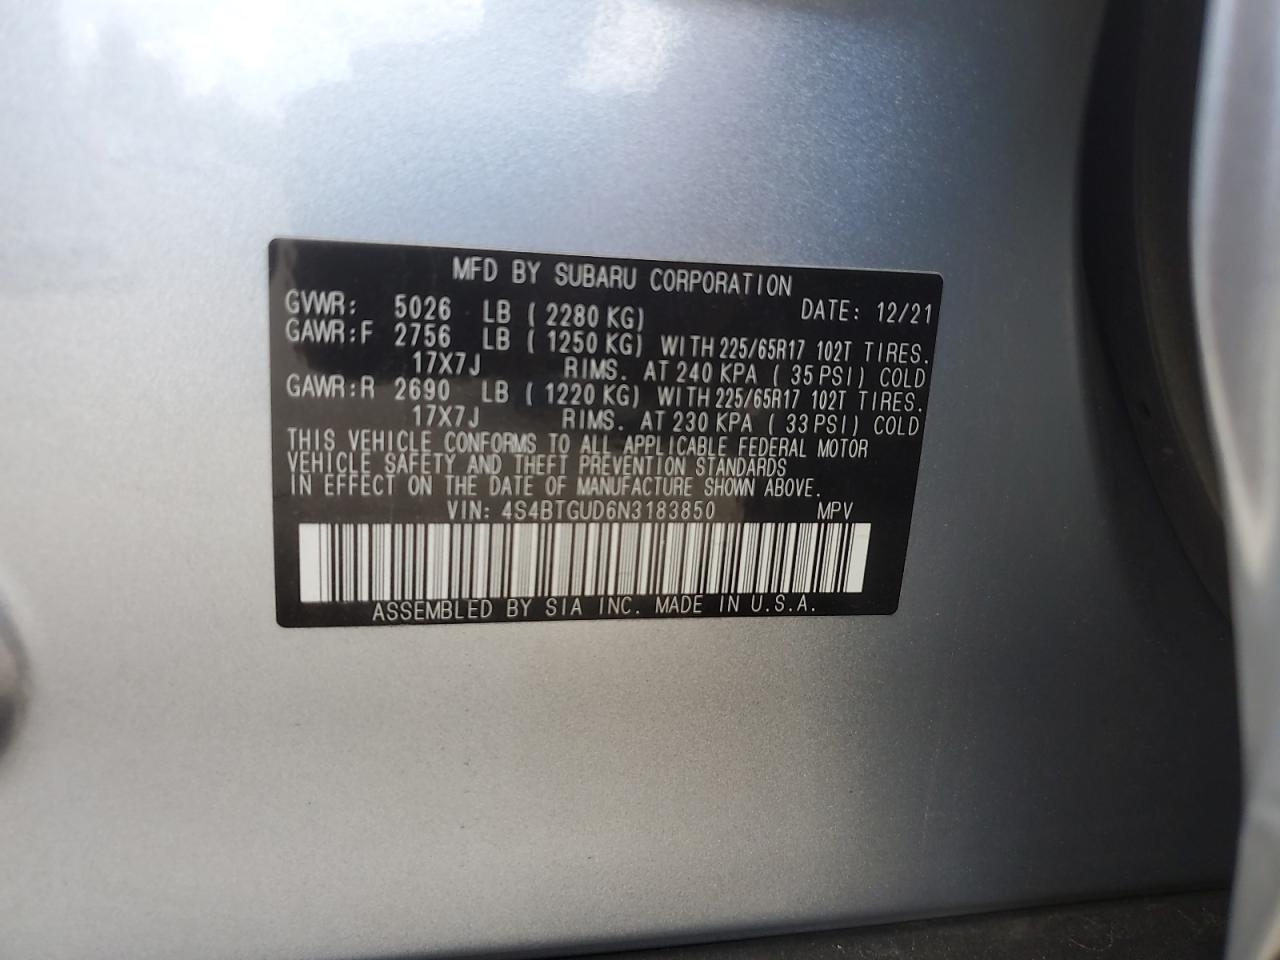 MFD BY SUBARU CORPORATION
GVWR: 5026 LB ( 2280 KG) DATE: 12/21
GAWR:F 2756 LB ( 1250 KG) WITH 225/65R17 102T TIRES.
17X7J RIMS. AT 240 KPA ( 35 PSI) COLD
GAWR:R 2690 LB ( 1220 KG) WITH 225/65R17 102T TIRES.
17X7J RIMS. AT 230 KPA ( 33 PSI) COLD
THIS VEHICLE CONFORMS TO ALL APPLICABLE FEDERAL MOTOR
VEHICLE SAFETY AND THEFT PREVENTION STANDARDS
IN EFFECT ON THE DATE OF MANUFACTURE SHOWN ABOVE.
VIN: 4S4BTGUD6N3183850 MPV
ASSEMBLED BY SIA INC. MADE IN U.S.A.